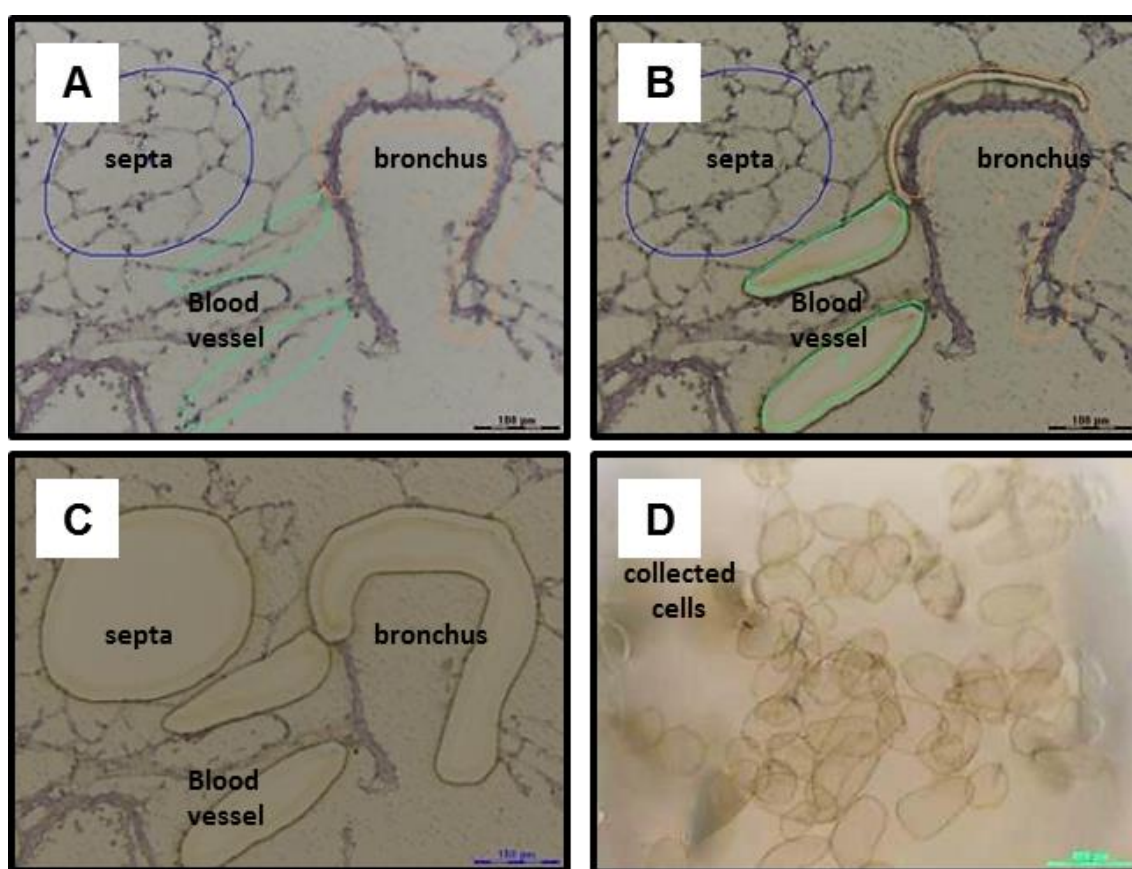 A
septa
bronchus
Blood
vessel
B
septa
bronchus
Blood
vessel
C
septa
bronchus
Blood
vessel
D
collected
cells